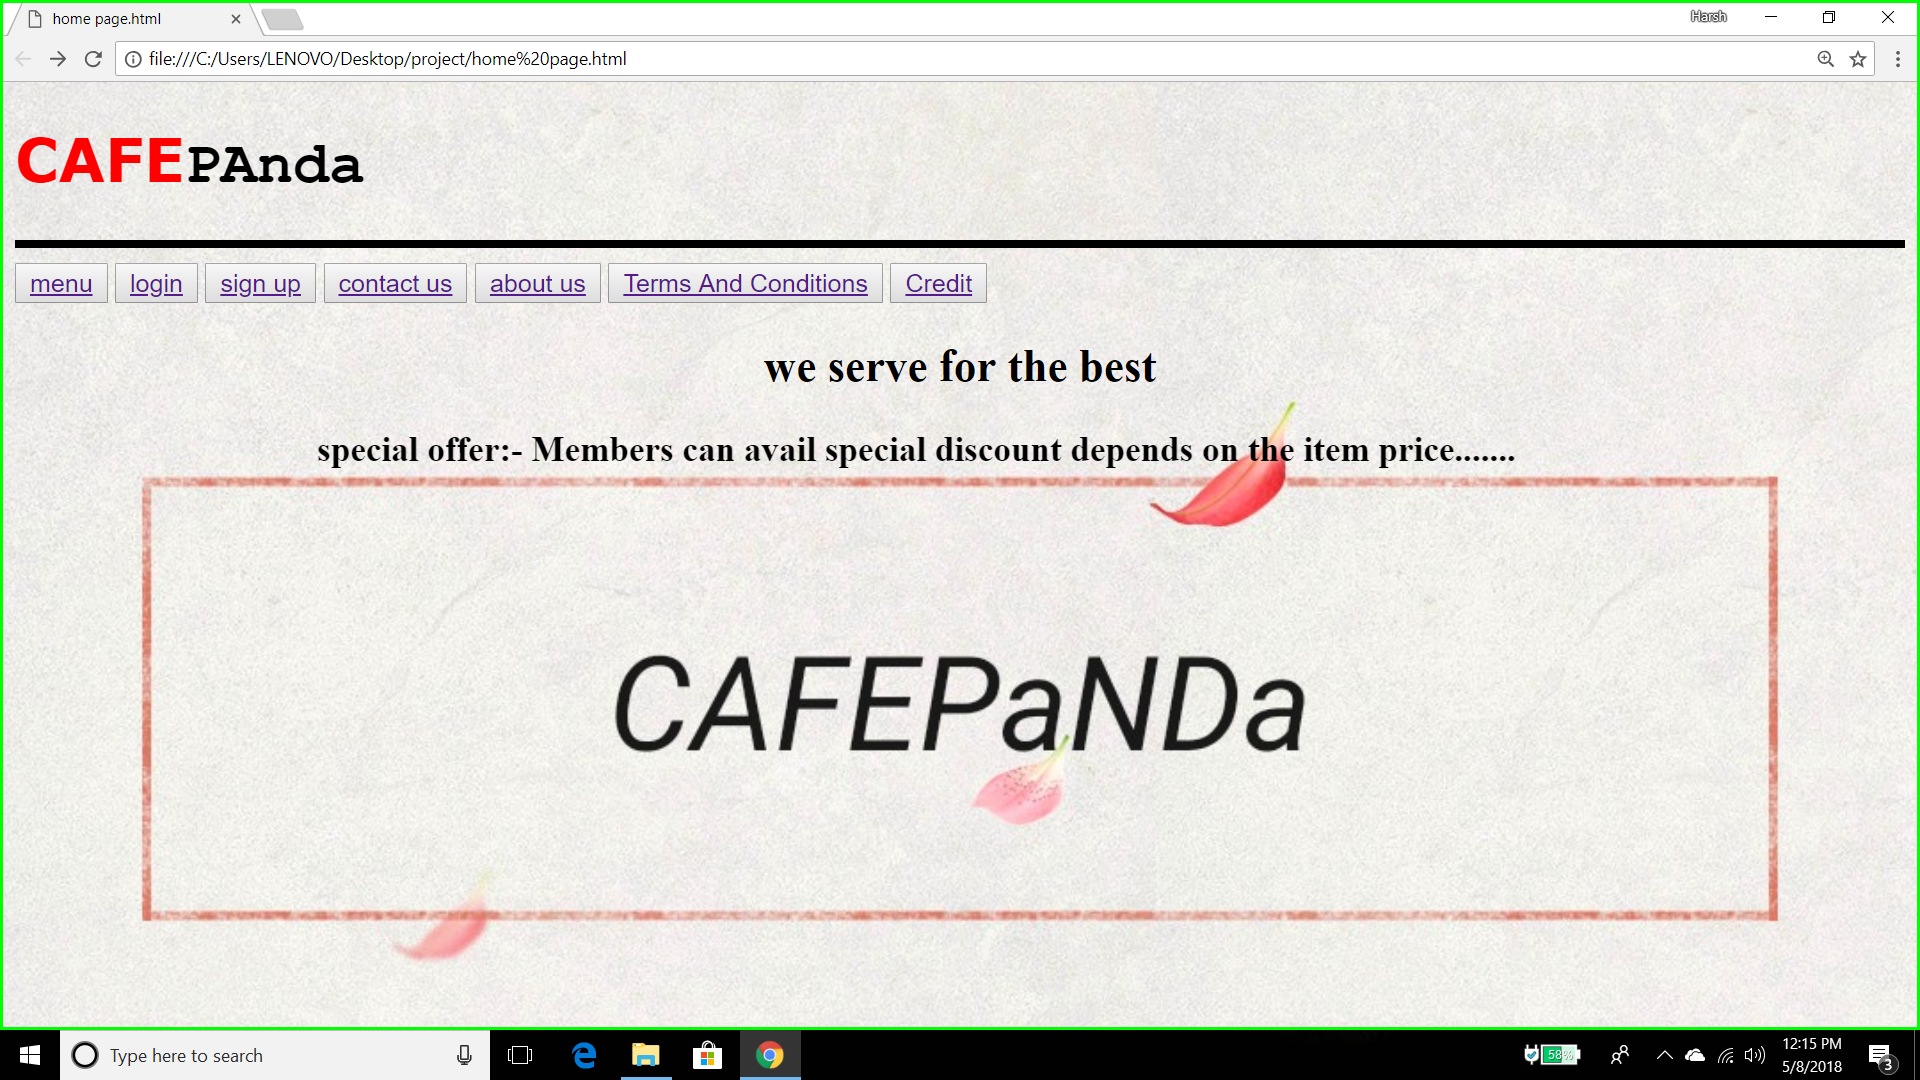 home page.html
Harsh
file:///C:/Users/LENOVO/Desktop/project/home%20page.html
CAFEPAnda
menu login sign up contact us about us Terms And Conditions Credit
we serve for the best
special offer:- Members can avail special discount depends on the item price.......
CAFEPaNDa
Type here to search
58%
12:15 PM
5/8/2018
3